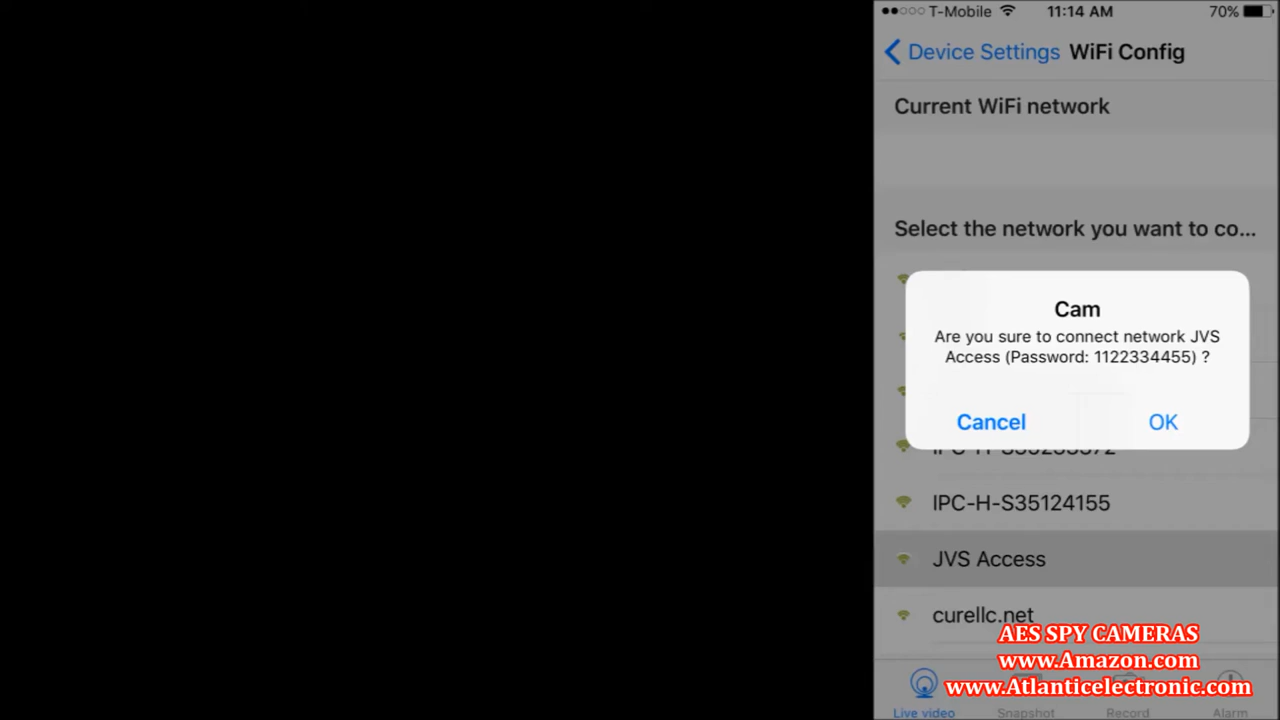 T-Mobile 11:14 AM 70%
Device Settings WiFi Config
Current WiFi network
Select the network you want to co...
Cam
Are you sure to connect network JVS
Access (Password: 1122334455) ?
Cancel OK
IPC-H-S35124155
JVS Access
curellc.net
AES SPY CAMERAS
www.Amazon.com
www.Atlanticelectronic.com
Live video Snapshot Record Alarm